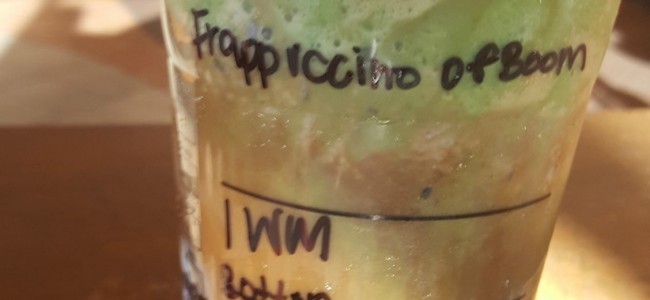 Frappiccino of Boom
1 WM